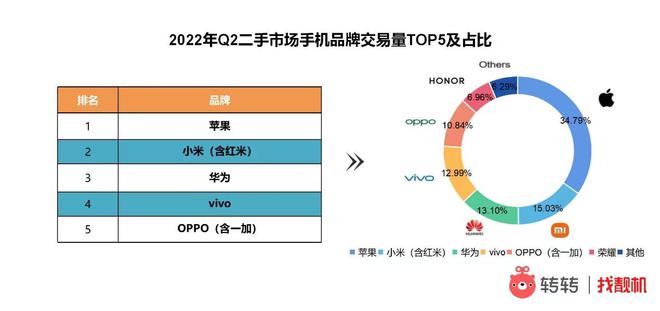 2022年Q2二手市场手机品牌交易量TOP5及占比
排名 品牌
1 苹果
2 小米（含红米）
3 华为
4 vivo
5 OPPO（含一加）
Others
6.29%
HONOR
6.96%
oppo
10.84%
vivo
12.99%
HUAWEI
13.10%
mi
15.03%
34.79%
苹果 小米（含红米） 华为 vivo OPPO（含一加） 荣耀 其他
转转 | 找靓机